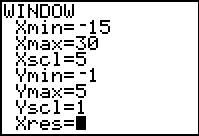 WINDOW
Xmin=-15
Xmax=30
Xscl=5
Ymin=-1
Ymax=5
Yscl=1
Xres=